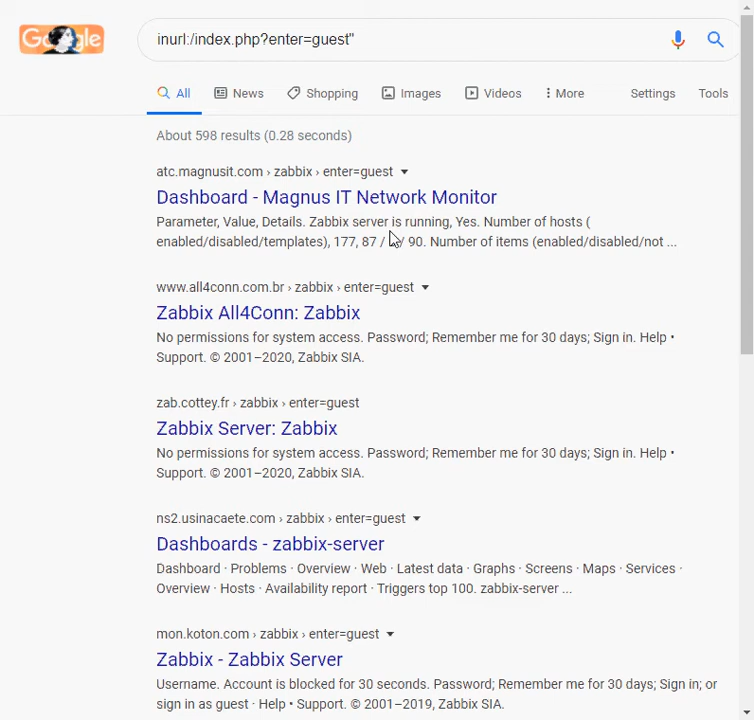 Google
inurl:/index.php?enter=guest"
All News Shopping Images Videos More Settings Tools
About 598 results (0.28 seconds)
atc.magnusit.com › zabbix › enter=guest
Dashboard - Magnus IT Network Monitor
Parameter, Value, Details. Zabbix server is running, Yes. Number of hosts (
enabled/disabled/templates), 177, 87 / / 90. Number of items (enabled/disabled/not ...
www.all4conn.com.br › zabbix › enter=guest
Zabbix All4Conn: Zabbix
No permissions for system access. Password; Remember me for 30 days; Sign in. Help •
Support. © 2001–2020, Zabbix SIA.
zab.cottey.fr › zabbix › enter=guest
Zabbix Server: Zabbix
No permissions for system access. Password; Remember me for 30 days; Sign in. Help •
Support. © 2001–2020, Zabbix SIA.
ns2.usinacaete.com › zabbix › enter=guest
Dashboards - zabbix-server
Dashboard · Problems · Overview · Web · Latest data · Graphs · Screens · Maps · Services ·
Overview · Hosts · Availability report · Triggers top 100. zabbix-server ...
mon.koton.com › zabbix › enter=guest
Zabbix - Zabbix Server
Username. Account is blocked for 30 seconds. Password; Remember me for 30 days; Sign in; or
sign in as guest · Help • Support. © 2001–2019, Zabbix SIA.